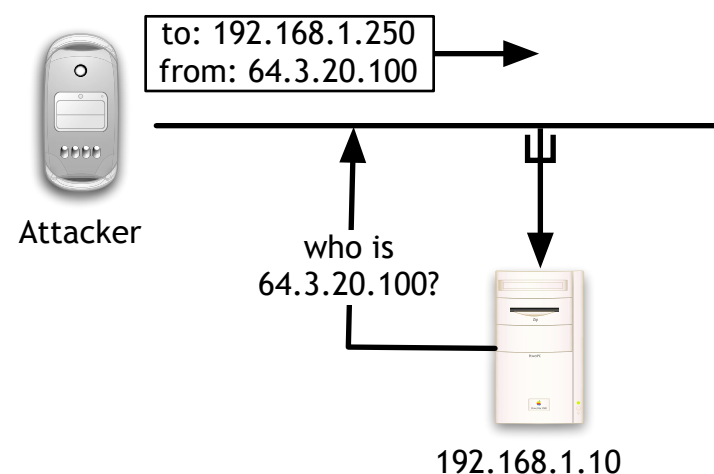 to: 192.168.1.250
from: 64.3.20.100
Attacker
who is
64.3.20.100?
192.168.1.10